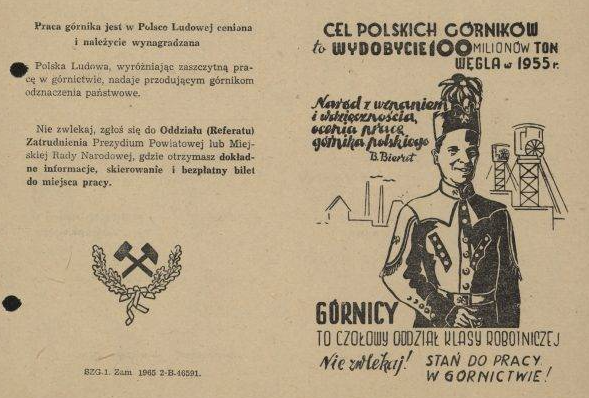 Praca górnika jest w Polsce Ludowej ceniana
i należycie wynagradzana
Polska Ludowa, wyróżniając zaszczytną pra-
cę w górnictwie, nadaje przodującym górnikom
odznaczenia państwowe.
Nie zwlekaj, zgłoś się do Oddziału (Referatu)
Zatrudnienia Prezydium Powiatowej lub Miej-
skiej Rady Narodowej, gdzie otrzymasz dokład-
ne informacje, skierowanie i bezpłatny bilet
do miejsca pracy.
SZG-1. Zam 1965 Z-B-46591.
CEL POLSKICH GÓRNIKÓW
to WYDOBYCIE 100 MILIONÓW TON
WĘGLA w 1955 r.
Naród z uznaniem
i wdzięcznością,
ocenia pracę
górnika polskiego
B. Bierut
GÓRNICY
TO CZOŁOWY ODDZIAŁ KLASY ROBOTNICZEJ
Nie zwlekaj! STAŃ DO PRACY
W GÓRNICTWIE!